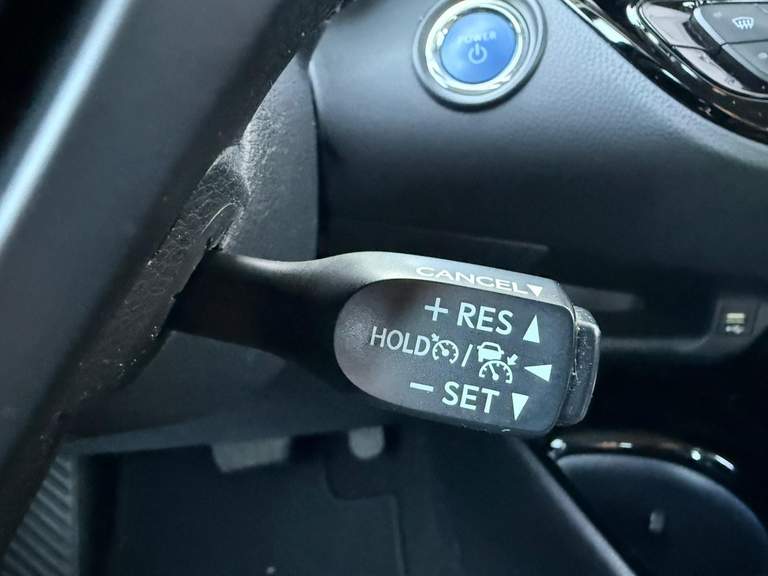 POWER
CANCEL▼
+ RES ▲
HOLD / ◀
− SET ▼